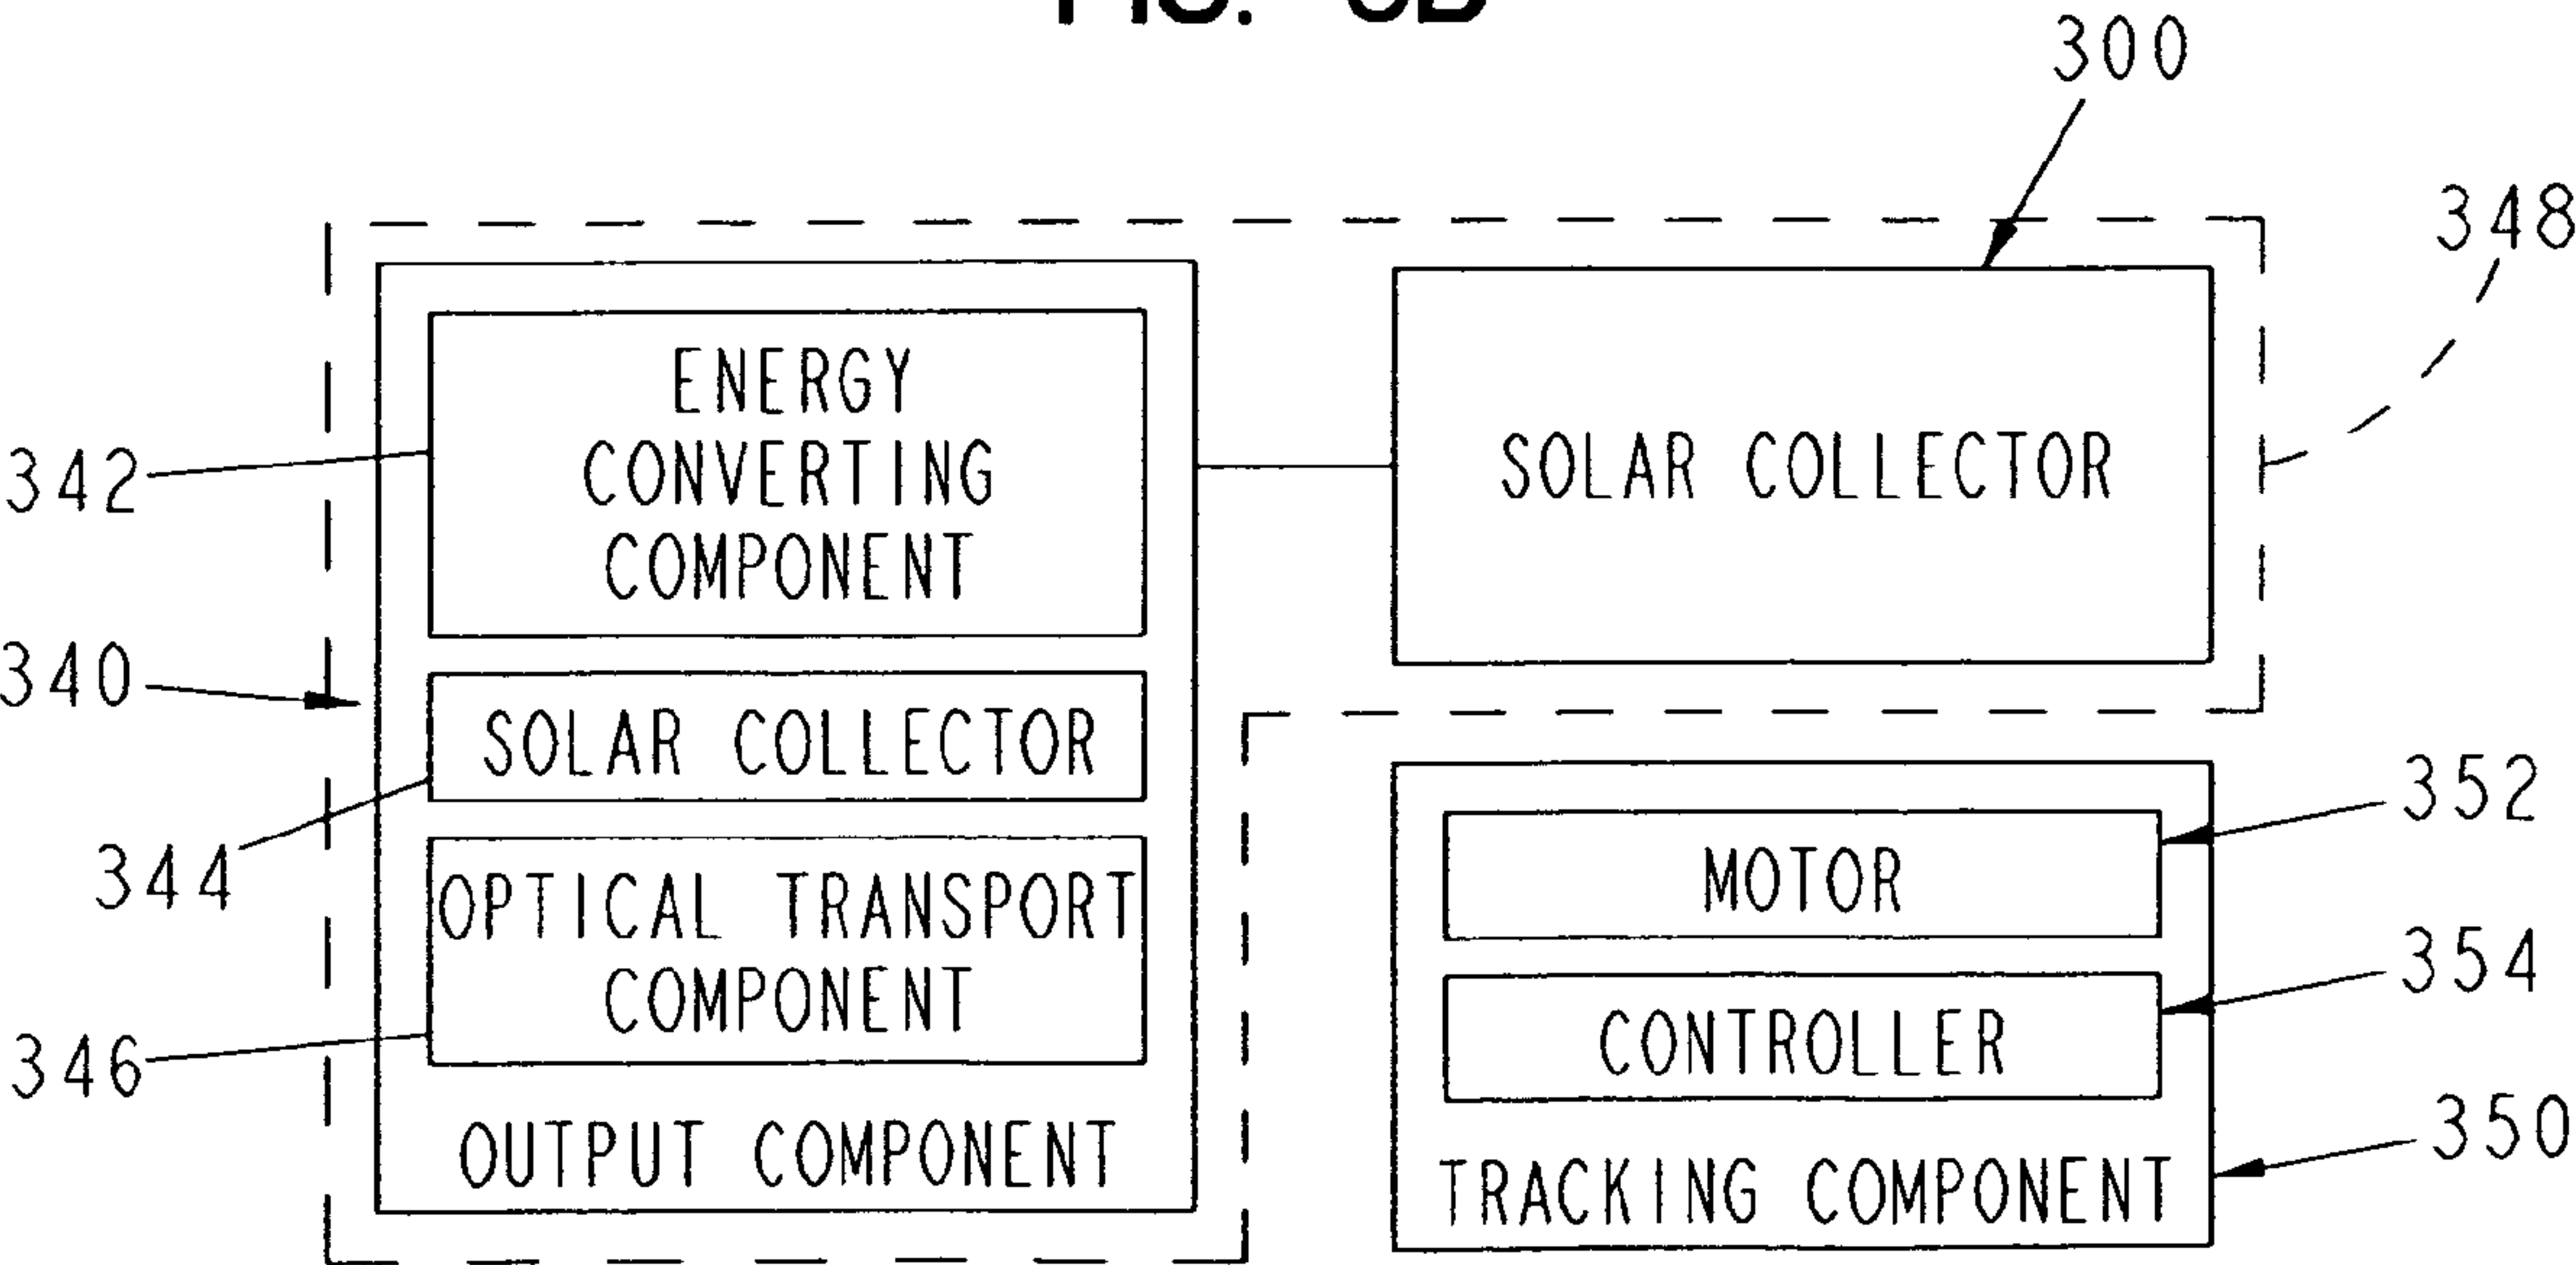 300
348
ENERGY
CONVERTING
COMPONENT
342
SOLAR COLLECTOR
340
SOLAR COLLECTOR
344
OPTICAL TRANSPORT
COMPONENT
346
OUTPUT COMPONENT
352
MOTOR
354
CONTROLLER
350
TRACKING COMPONENT